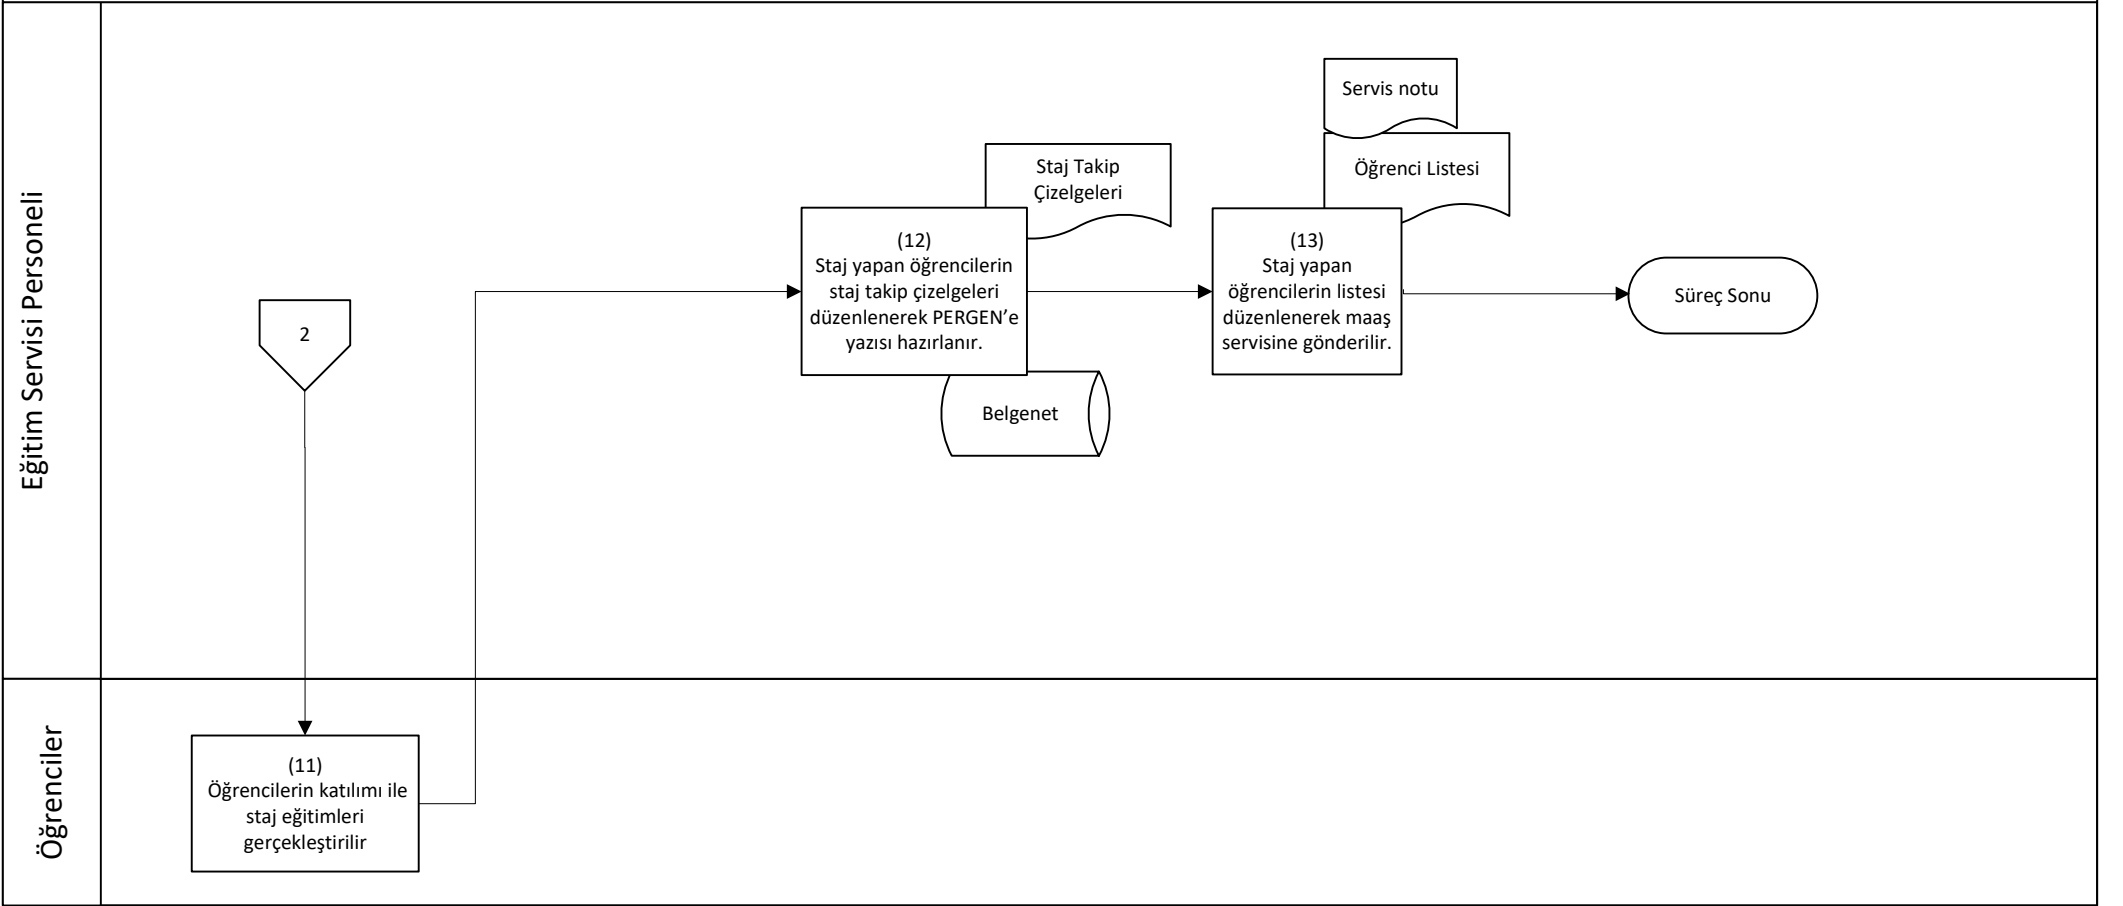 Eğitim Servisi Personeli
2
Servis notu
Öğrenci Listesi
Staj Takip
Çizelgeleri
(12)
Staj yapan öğrencilerin
staj takip çizelgeleri
düzenlenerek PERGEN’e
yazısı hazırlanır.
Belgenet
(13)
Staj yapan
öğrencilerin listesi
düzenlenerek maaş
servisine gönderilir.
Süreç Sonu
Öğrenciler
(11)
Öğrencilerin katılımı ile
staj eğitimleri
gerçekleştirilir